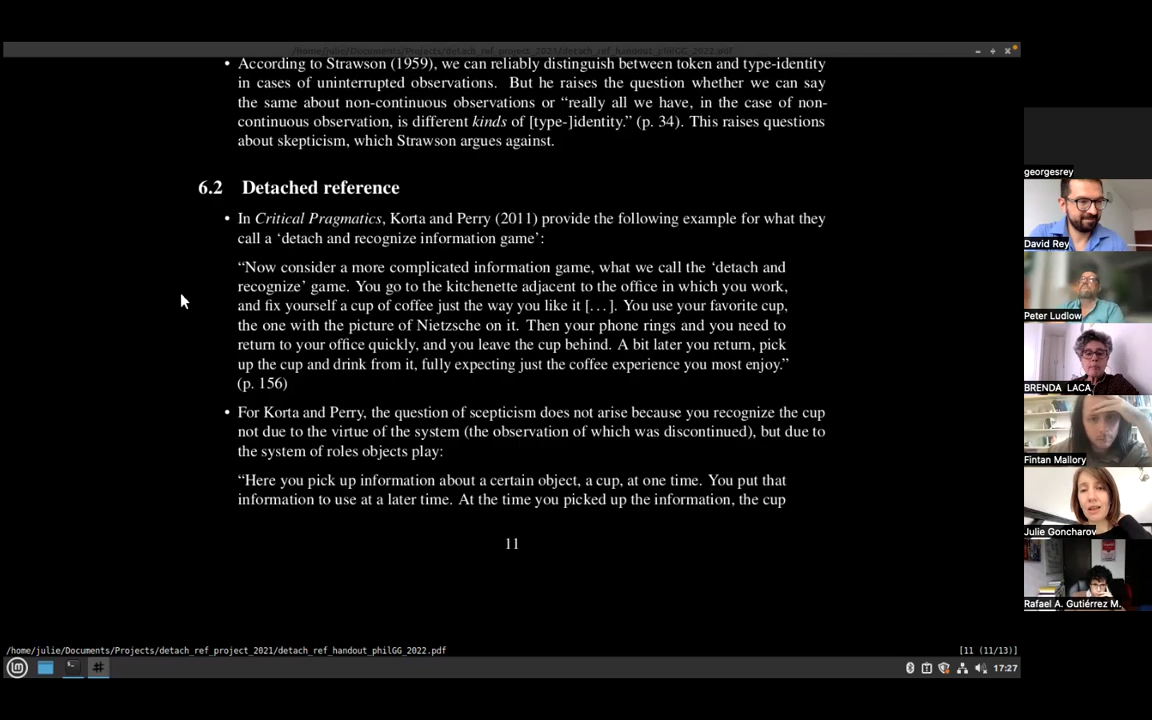 /home/julio/Documents/Projects/detach_ref_project_2021/detach_ref_handout_philGG_2022.pdf
• According to Strawson (1959), we can reliably distinguish between token and type-identity
in cases of uninterrupted observations. But he raises the question whether we can say
the same about non-continuous observations or “really all we have, in the case of non-
continuous observation, is different kinds of [type-]identity.” (p. 34). This raises questions
about skepticism, which Strawson argues against.
6.2 Detached reference
• In Critical Pragmatics, Korta and Perry (2011) provide the following example for what they
call a ‘detach and recognize information game’:
“Now consider a more complicated information game, what we call the ‘detach and
recognize’ game. You go to the kitchenette adjacent to the office in which you work,
and fix yourself a cup of coffee just the way you like it [...]. You use your favorite cup,
the one with the picture of Nietzsche on it. Then your phone rings and you need to
return to your office quickly, and you leave the cup behind. A bit later you return, pick
up the cup and drink from it, fully expecting just the coffee experience you most enjoy.”
(p. 156)
• For Korta and Perry, the question of scepticism does not arise because you recognize the cup
not due to the virtue of the system (the observation of which was discontinued), but due to
the system of roles objects play:
“Here you pick up information about a certain object, a cup, at one time. You put that
information to use at a later time. At the time you picked up the information, the cup
11
/home/julie/Documents/Projects/detach_ref_project_2021/detach_ref_handout_philGG_2022.pdf
[11 (11/13)]
17:27
georgesrey
David Rey
Peter Ludlow
BRENDA LACA
Fintan Mallory
Julie Goncharov
Rafael A. Gutiérrez M.